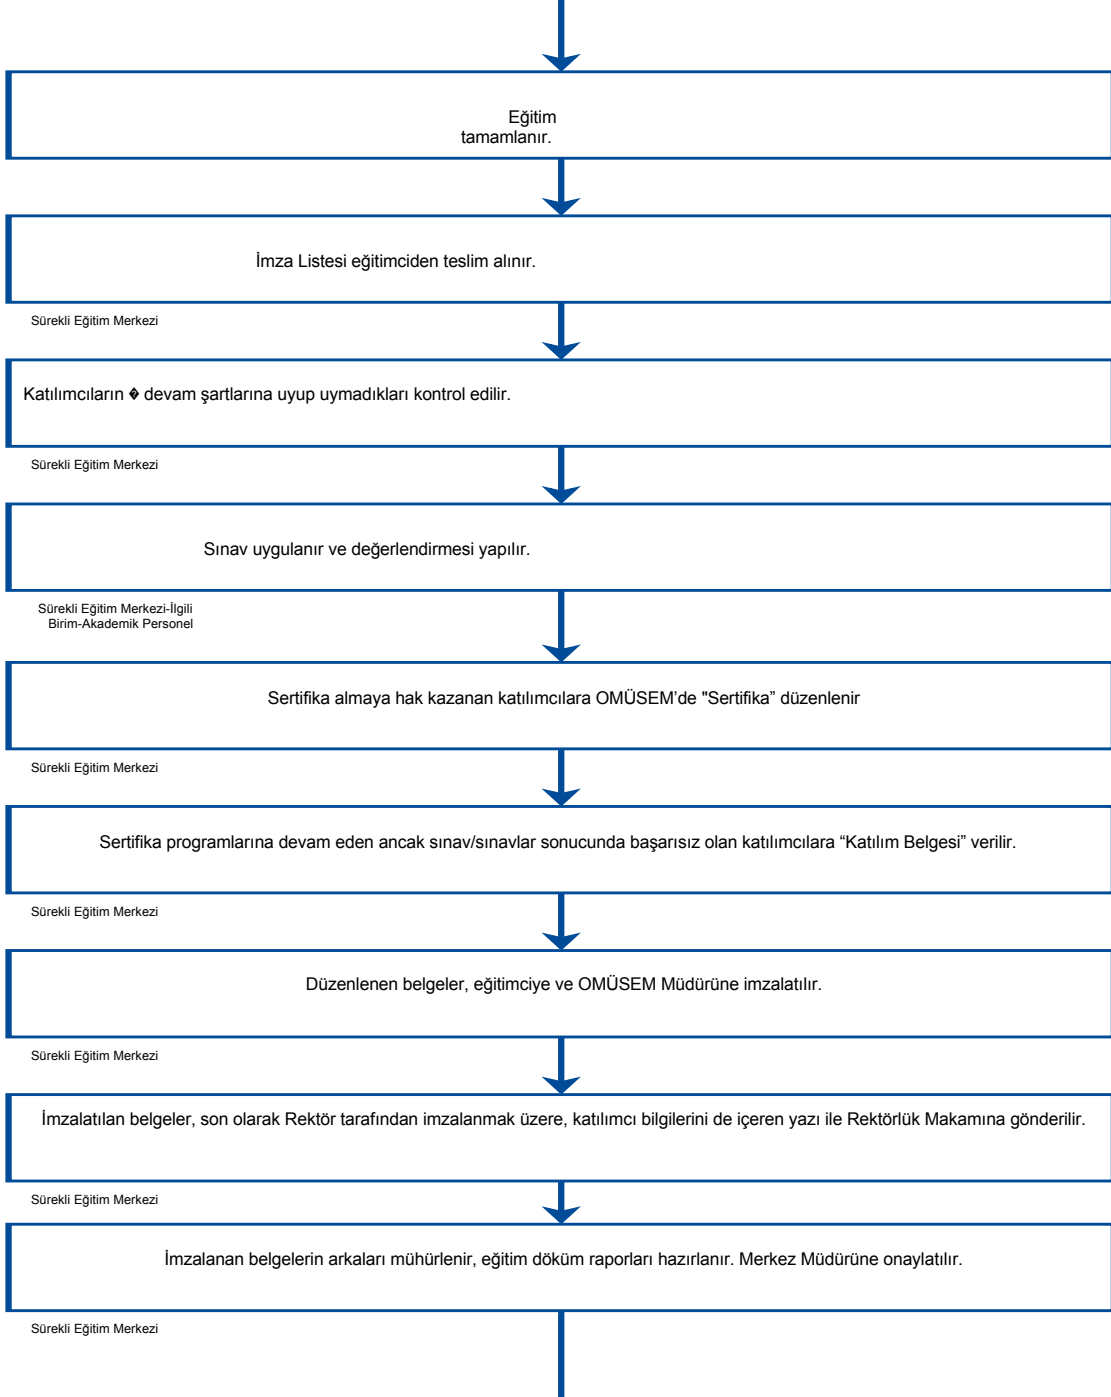 Eğitim
tamamlanır.
İmza Listesi eğitimciden teslim alınır.
Sürekli Eğitim Merkezi
Katılımcıların � devam şartlarına uyup uymadıkları kontrol edilir.
Sürekli Eğitim Merkezi
Sınav uygulanır ve değerlendirmesi yapılır.
Sürekli Eğitim Merkezi-İlgili
Birim-Akademik Personel
Sertifika almaya hak kazanan katılımcılara OMÜSEM’de "Sertifika” düzenlenir
Sürekli Eğitim Merkezi
Sertifika programlarına devam eden ancak sınav/sınavlar sonucunda başarısız olan katılımcılara “Katılım Belgesi” verilir.
Sürekli Eğitim Merkezi
Düzenlenen belgeler, eğitimciye ve OMÜSEM Müdürüne imzalatılır.
Sürekli Eğitim Merkezi
İmzalatılan belgeler, son olarak Rektör tarafından imzalanmak üzere, katılımcı bilgilerini de içeren yazı ile Rektörlük Makamına gönderilir.
Sürekli Eğitim Merkezi
İmzalanan belgelerin arkaları mühürlenir, eğitim döküm raporları hazırlanır. Merkez Müdürüne onaylatılır.
Sürekli Eğitim Merkezi